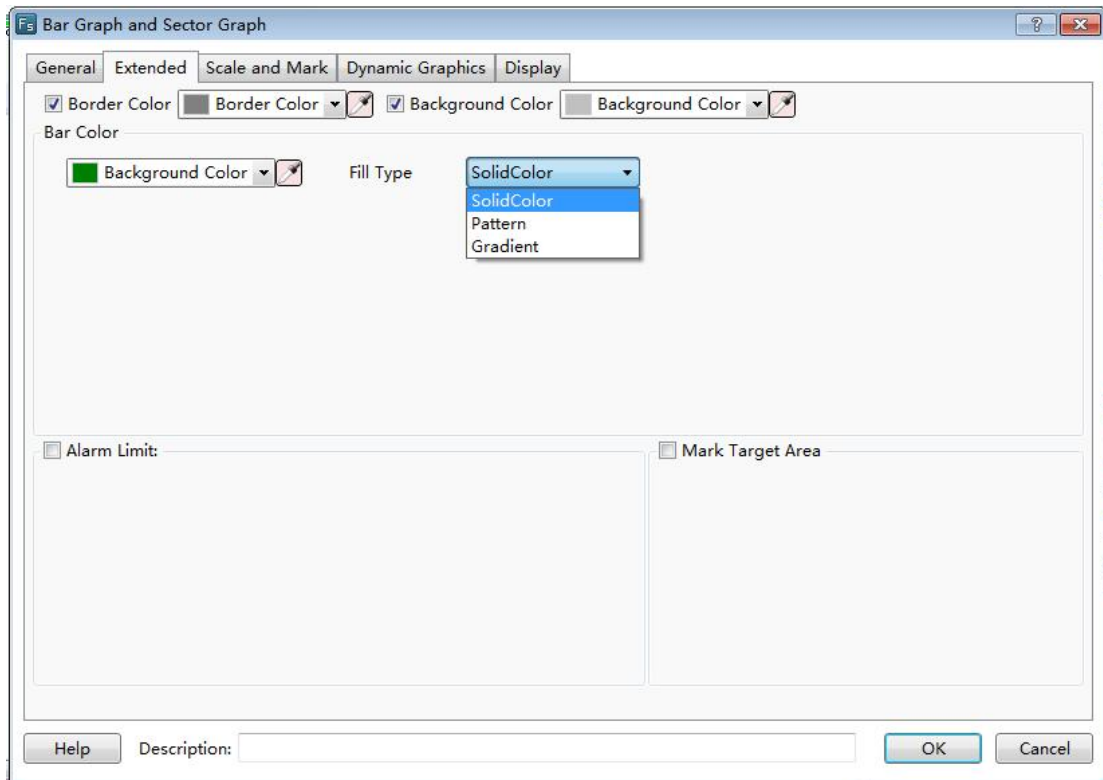 Fs Bar Graph and Sector Graph ?
General Extended Scale and Mark Dynamic Graphics Display
Border Color Border Color Background Color Background Color
Bar Color
Background Color Fill Type SolidColor
SolidColor
Pattern
Gradient
Alarm Limit: Mark Target Area
Help Description: OK Cancel